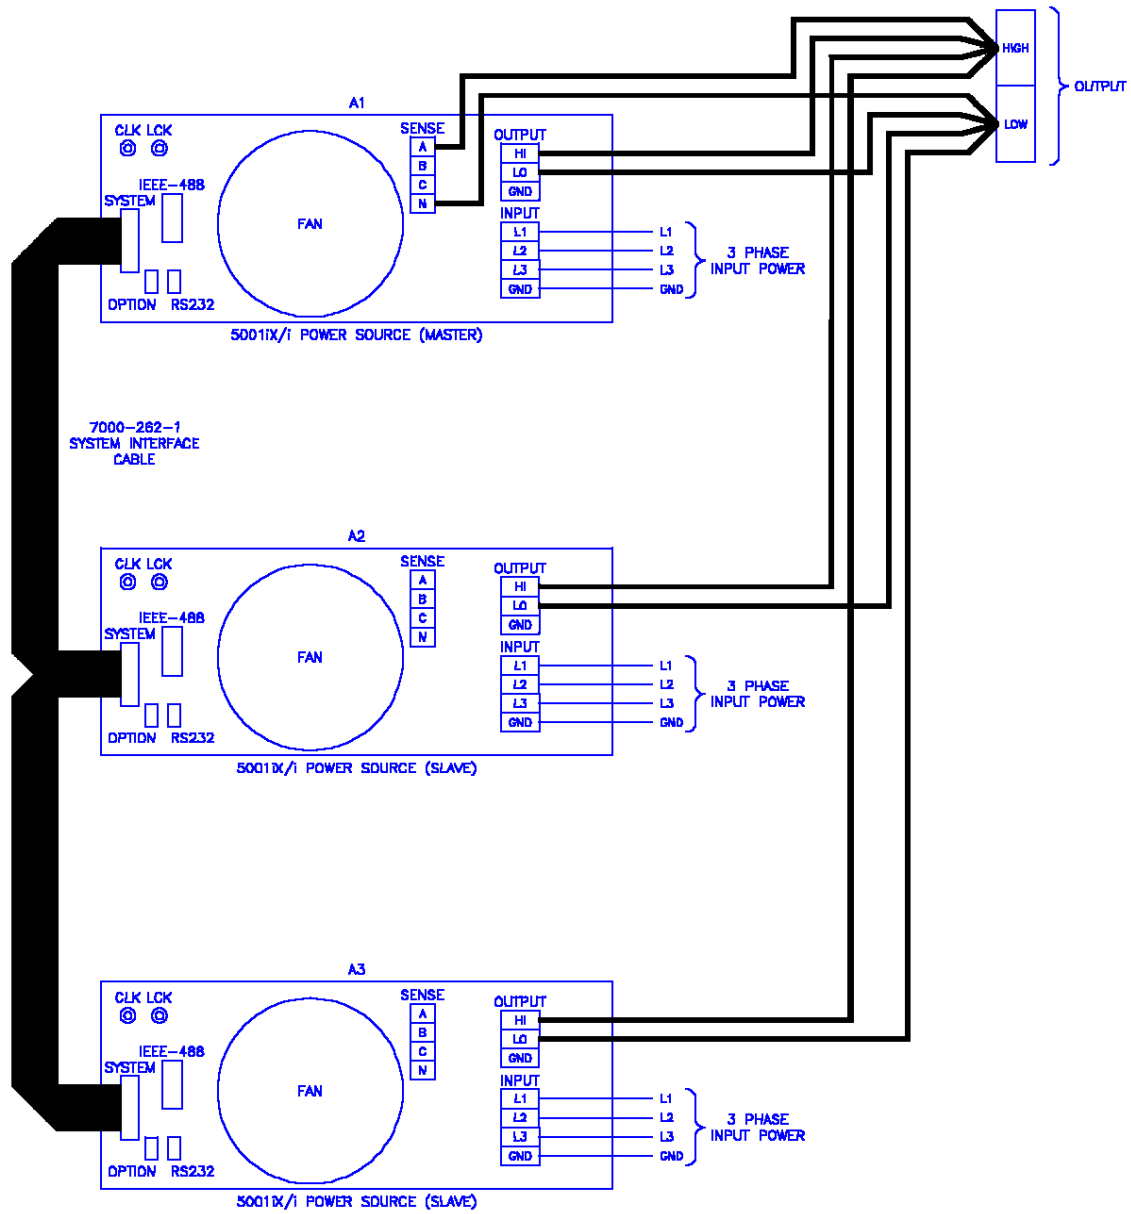 HIGH
OUTPUT
LOW
A1
CLK LCK
SENSE
OUTPUT
A
HI
B
LO
IEEE-488
C
GND
SYSTEM
N
INPUT
FAN
L1
L1
L2
L2
3 PHASE
INPUT POWER
L3
L3
GND
GND
OPTION RS232
5001iX/i POWER SOURCE (MASTER)
7000-262-1
SYSTEM INTERFACE
CABLE
A2
CLK LCK
SENSE
OUTPUT
A
HI
B
LO
IEEE-488
C
GND
SYSTEM
N
INPUT
FAN
L1
L1
L2
L2
3 PHASE
INPUT POWER
L3
L3
GND
GND
OPTION RS232
5001iX/i POWER SOURCE (SLAVE)
A3
CLK LCK
SENSE
OUTPUT
A
HI
B
LO
IEEE-488
C
GND
SYSTEM
N
INPUT
FAN
L1
L1
L2
L2
3 PHASE
INPUT POWER
L3
L3
GND
GND
OPTION RS232
5001iX/i POWER SOURCE (SLAVE)